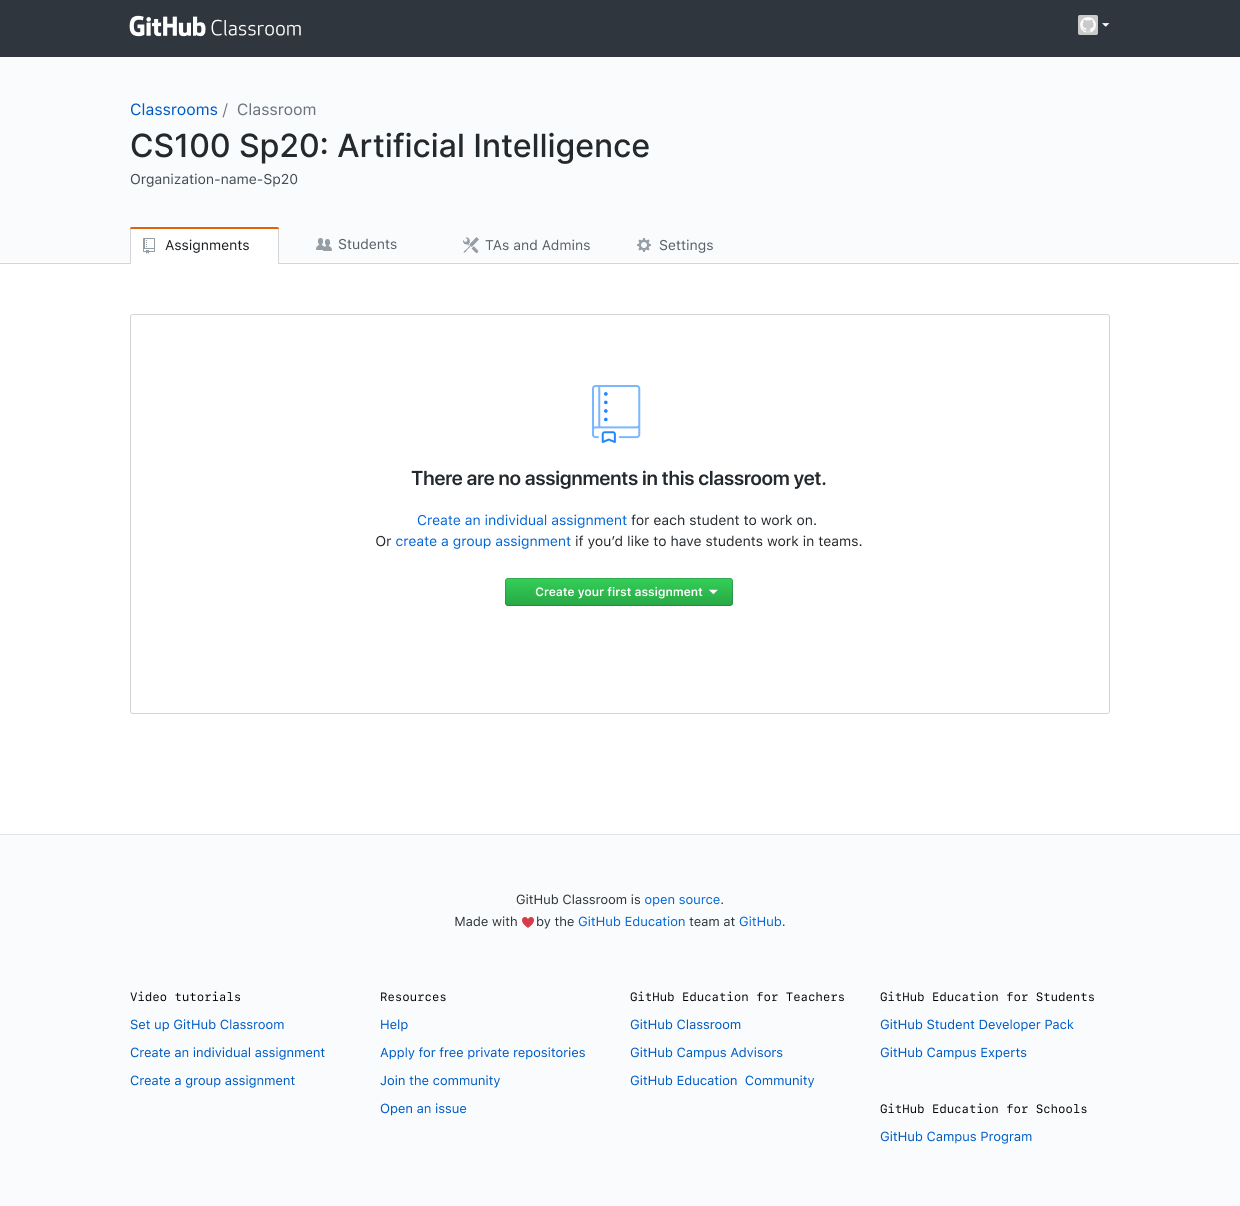 GitHub Classroom
Classrooms / Classroom
CS100 Sp20: Artificial Intelligence
Organization-name-Sp20
Assignments
Students
TAs and Admins
Settings
There are no assignments in this classroom yet.
Create an individual assignment for each student to work on.
Or create a group assignment if you’d like to have students work in teams.
Create your first assignment
GitHub Classroom is open source.
Made with ♥ by the GitHub Education team at GitHub.
Video tutorials
Set up GitHub Classroom
Create an individual assignment
Create a group assignment
Resources
Help
Apply for free private repositories
Join the community
Open an issue
GitHub Education for Teachers
GitHub Classroom
GitHub Campus Advisors
GitHub Education Community
GitHub Education for Students
GitHub Student Developer Pack
GitHub Campus Experts
GitHub Education for Schools
GitHub Campus Program